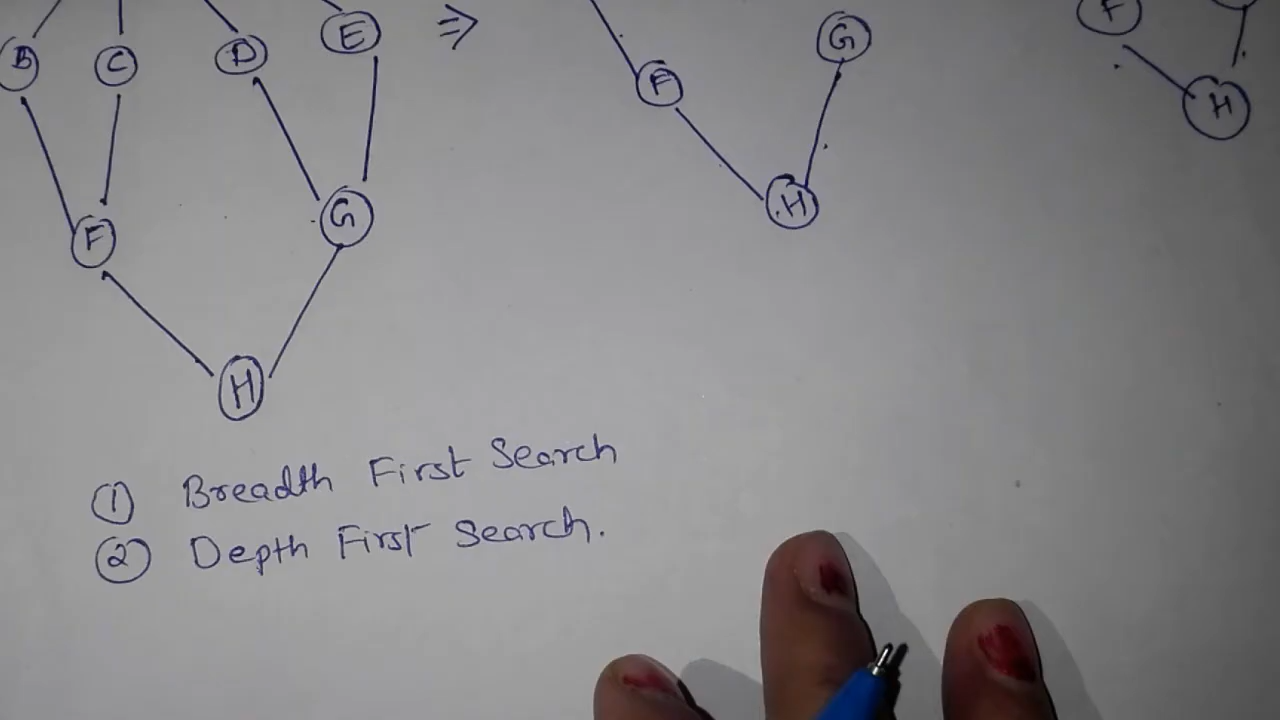 B C D E ⇒ G F
F H
F G H
H
① Breadth First Search
② Depth First Search.